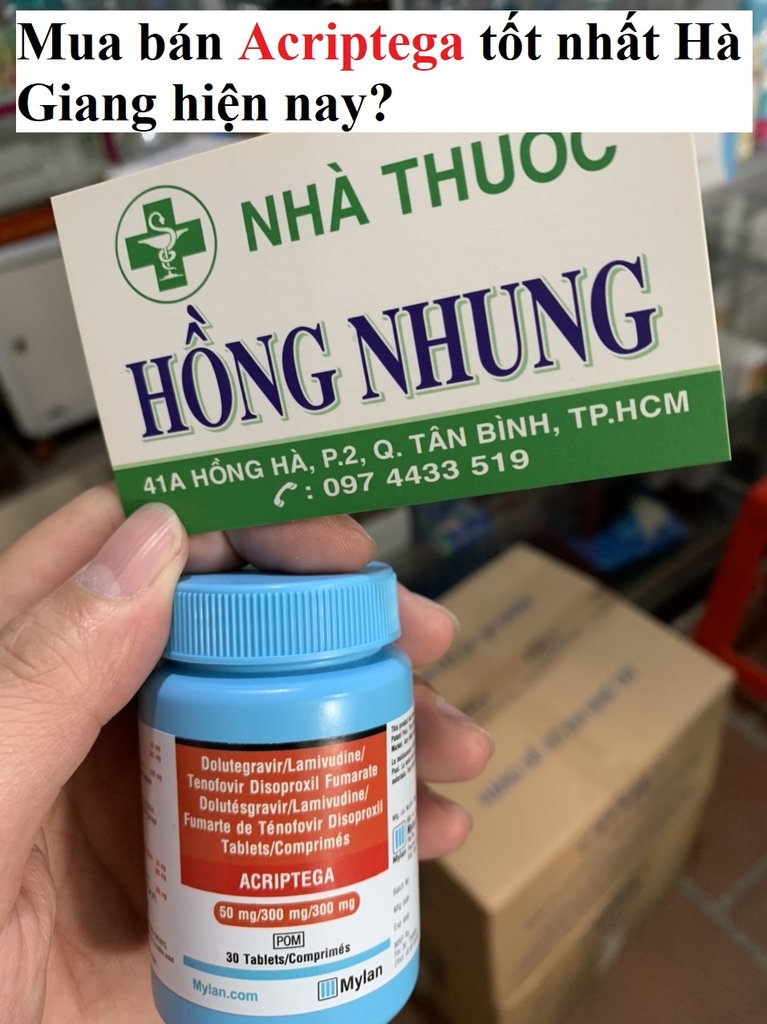 Mua bán Acriptega tốt nhất Hà
Giang hiện nay?
NHÀ THUỐC
HỒNG NHUNG
41A HỒNG HÀ, P.2, Q. TÂN BÌNH, TP.HCM
: 097 4433 519
Dolutegravir/Lamivudine/
Tenofovir Disoproxil Fumarate
Dolutésgravir/Lamivudine/
Fumarte de Ténofovir Disoproxil
Tablets/Comprimés
ACRIPTEGA
50 mg/300 mg/300 mg
POM
30 Tablets/Comprimés
Mylan.com
Mylan